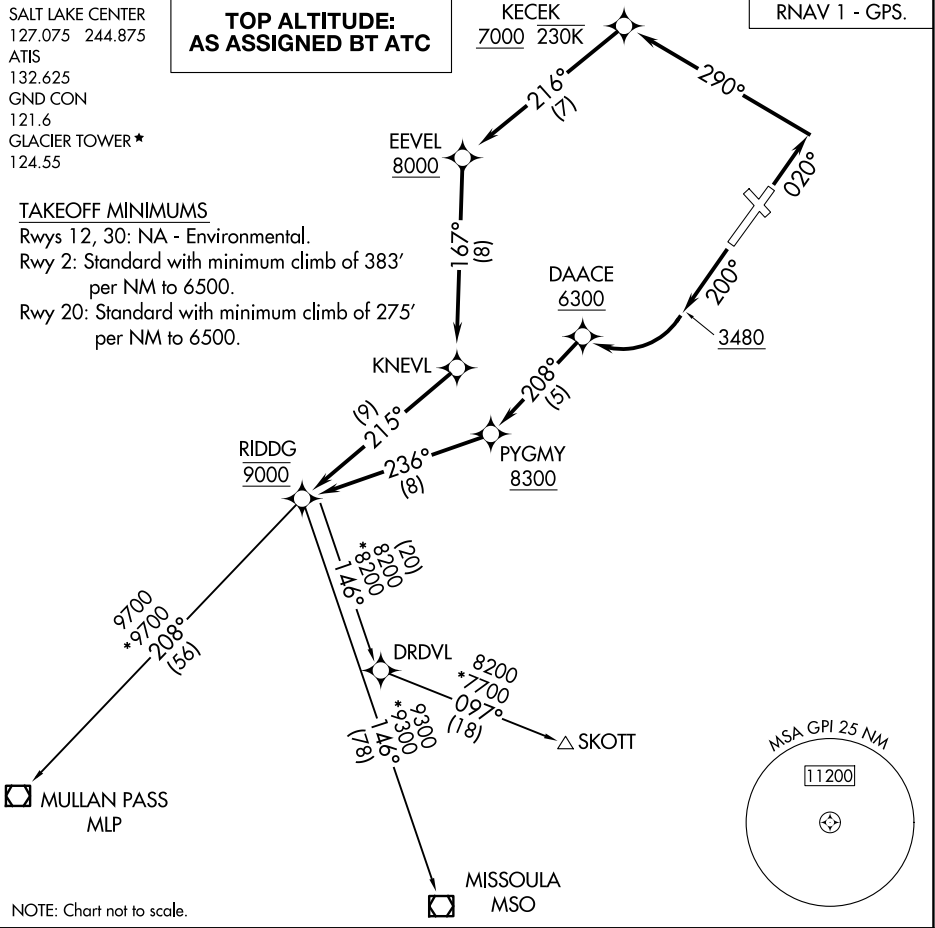 SALT LAKE CENTER
127.075 244.875
ATIS
132.625
GND CON
121.6
GLACIER TOWER ★
124.55
TOP ALTITUDE:
AS ASSIGNED BT ATC
RNAV 1 - GPS.
KECEK
7000 230K
290°
216°
(7)
EEVEL
8000
020°
TAKEOFF MINIMUMS
Rwys 12, 30: NA - Environmental.
Rwy 2: Standard with minimum climb of 383'
per NM to 6500.
Rwy 20: Standard with minimum climb of 275'
per NM to 6500.
167°
(8)
200°
DAACE
6300
3480
KNEVL
208°
(5)
(9)
215°
PYGMY
8300
236°
(8)
RIDDG
9000
(20)
8200
*8200
146°
9700
*9700
208°
(56)
DRDVL
8200
*7700
097°
(18)
SKOTT
9300
*9300
146°
(78)
MSA GPI 25 NM
11200
MULLAN PASS
MLP
MISSOULA
MSO
NOTE: Chart not to scale.